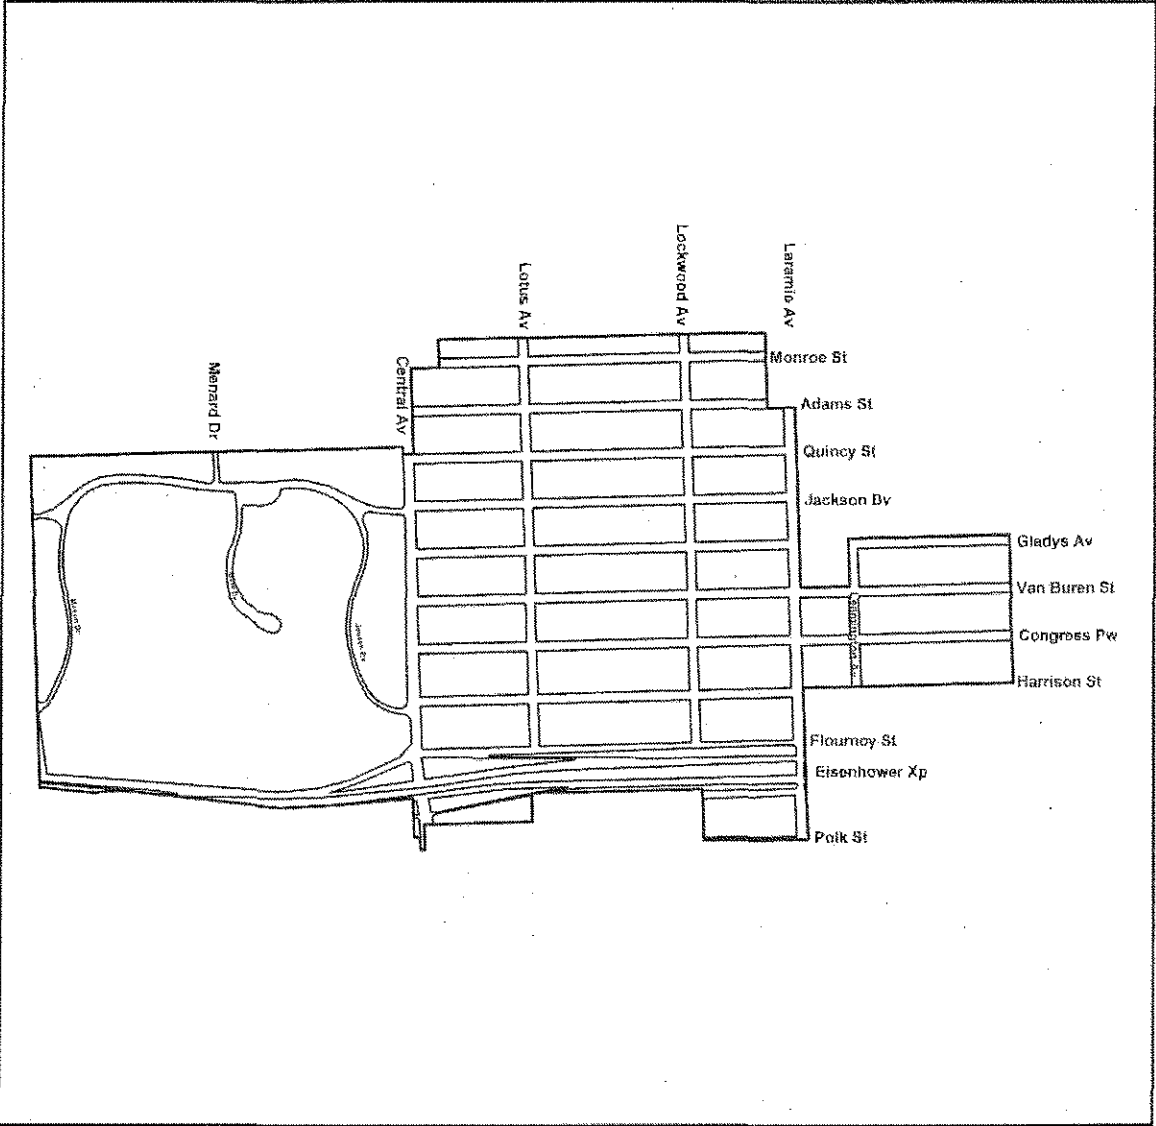 Laramie Av
Lockwood Av
Lotus Av
Central Av
Menard Dr
Monroe St
Adams St
Quincy St
Jackson Bv
Gladys Av
Van Buren St
Congress Pw
Harrison St
Flournoy St
Eisenhower Xp
Polk St